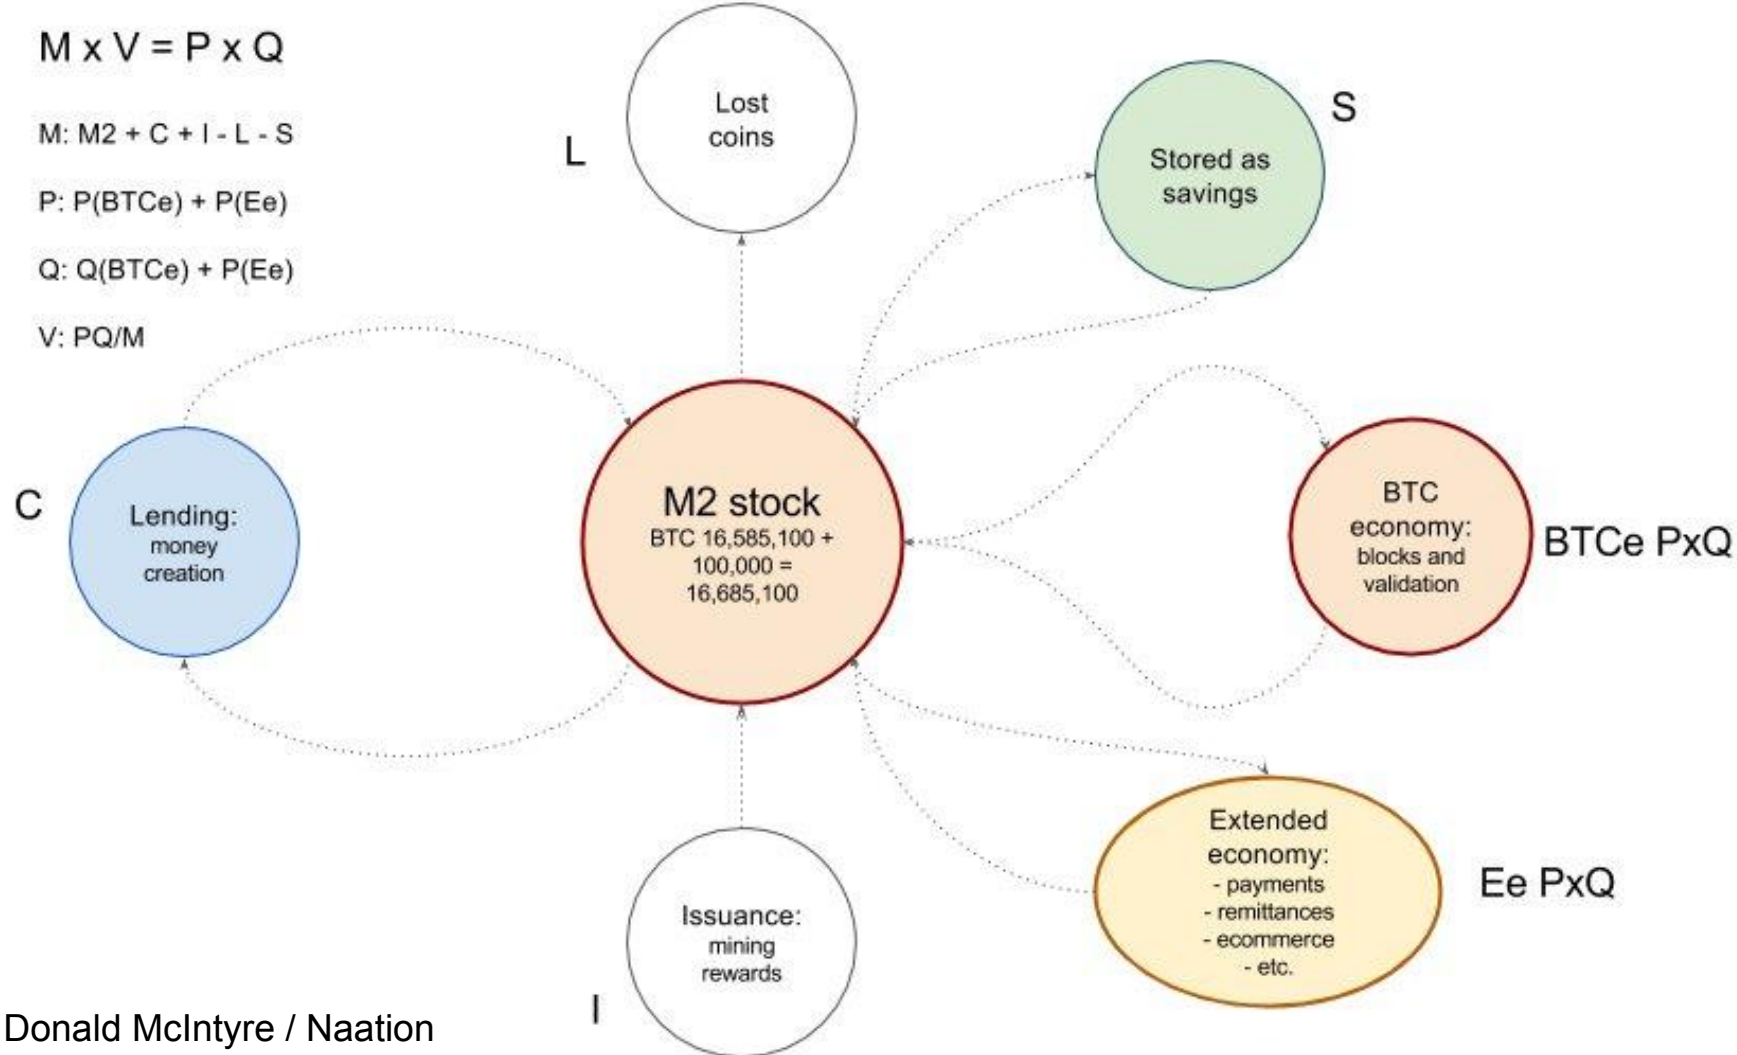 M x V = P x Q
M: M2 + C + I - L - S
P: P(BTCe) + P(Ee)
Q: Q(BTCe) + P(Ee)
V: PQ/M
L
Lost
coins
S
Stored as
savings
C
Lending:
money
creation
M2 stock
BTC 16,585,100 +
100,000 =
16,685,100
BTC
economy:
blocks and
validation
BTCe PxQ
Extended
economy:
- payments
- remittances
- ecommerce
- etc.
Ee PxQ
Issuance:
mining
rewards
I
Donald McIntyre / Naation